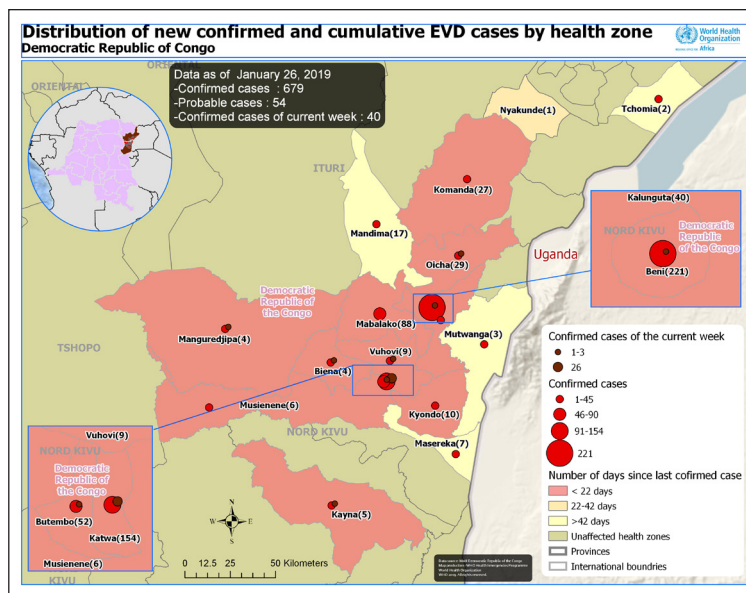 Distribution of new confirmed and cumulative EVD cases by health zone
Democratic Republic of Congo
World Health
Organization
Africa
Data as of January 26, 2019
-Confirmed cases : 679
-Probable cases : 54
-Confirmed cases of current week : 40
ORIENTAL
ORIENTAL
Nyakunde(1)
Tchomia(2)
ITURI
Komanda(27)
Mandima(17)
Oicha(29)
Uganda
Kalunguta(40)
NORD KIVU
Democratic
Republic of
the Congo
Beni(221)
Democratic
Republic of
the Congo
Mabalako(88)
Manguredjipa(4)
Mutwanga(3)
TSHOPO
Vuhovi(9)
Biena(4)
Musienene(6)
Kyondo(10)
NORD KIVU
Masereka(7)
Kayna(5)
Vuhovi(9)
NORD KIVU
Democratic
Republic of
the Congo
Butembo(52)
Katwa(154)
Musienene(6)
KIVU
N
W
E
S
0 12.5 25 50 Kilometers
Confirmed cases of the current week
1-3
26
Confirmed cases
1-45
46-90
91-154
221
Number of days since last cofirmed case
< 22 days
22-42 days
>42 days
Unaffected health zones
Provinces
International boundries